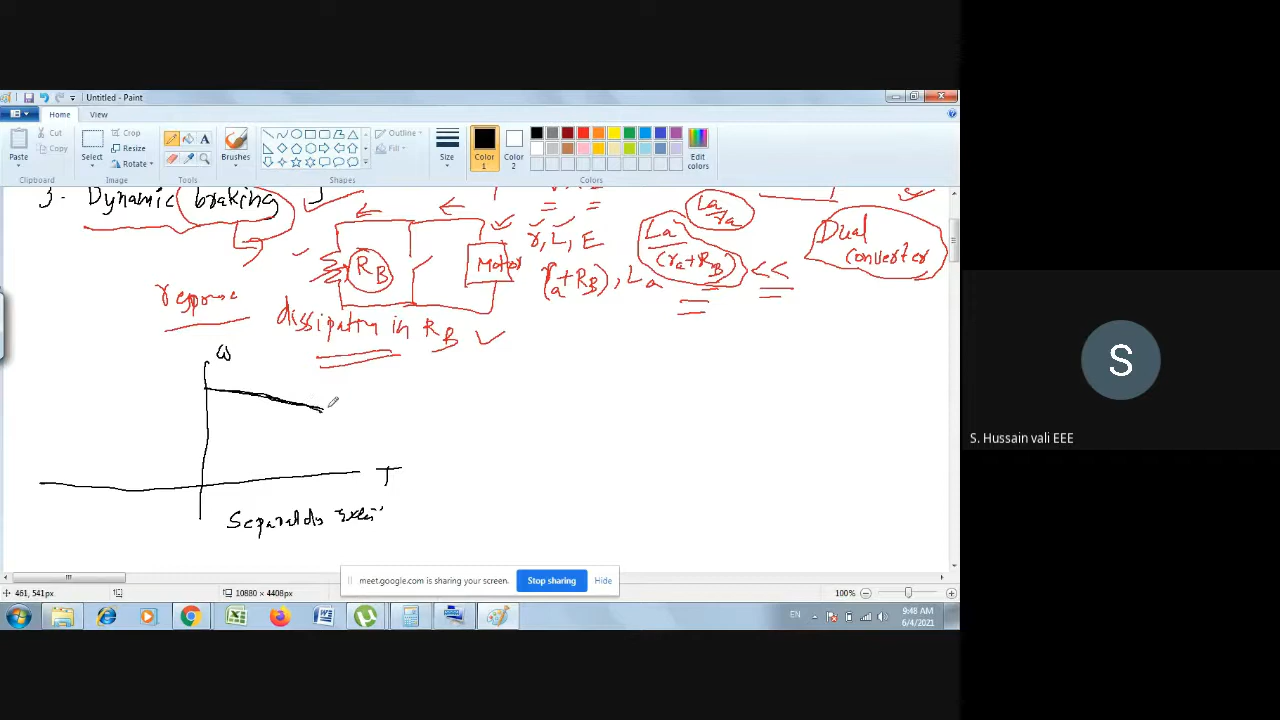 Untitled - Paint
Home
View
Paste
Cut
Copy
Clipboard
Select
Crop
Resize
Rotate
Image
A
Tools
Brushes
Outline
Fill
Shapes
Size
Color 1
Color 2
Edit colors
Colors
3. Dynamic braking
La/ra
r, L, E
La/(ra+RB) <<
Dual converter
RB
Motor
(ra+RB), La
response
dissipation in RB
ω
T
Separately
meet.google.com is sharing your screen.
Stop sharing
Hide
461, 541px
10880 × 4408px
100%
EN
9:48 AM
6/4/2021
S
S. Hussain vali EEE